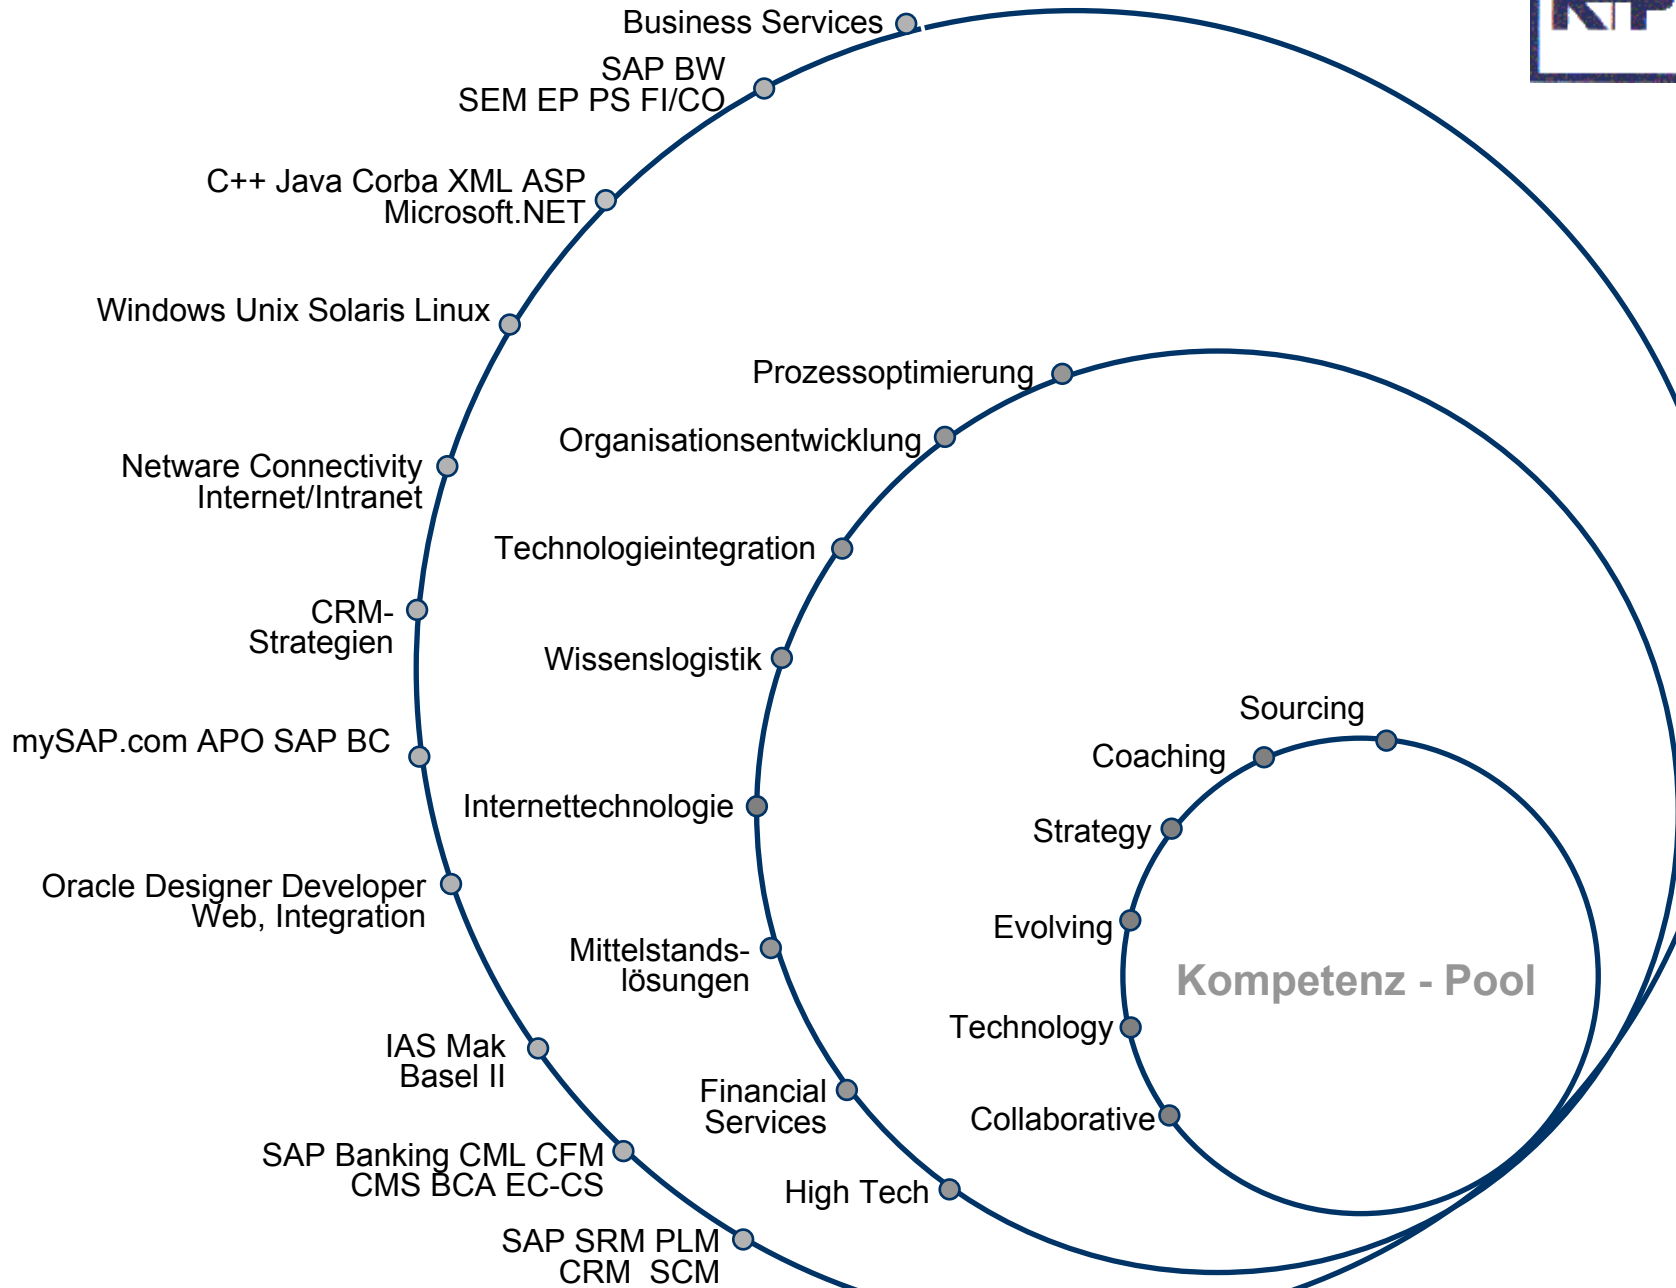 Business Services
SAP BW
SEM EP PS FI/CO
C++ Java Corba XML ASP
Microsoft.NET
Windows Unix Solaris Linux
Netware Connectivity
Internet/Intranet
CRM-
Strategien
mySAP.com APO SAP BC
Oracle Designer Developer
Web, Integration
IAS Mak
Basel II
SAP Banking CML CFM
CMS BCA EC-CS
SAP SRM PLM
CRM  SCM
Prozessoptimierung
Organisationsentwicklung
Technologieintegration
Wissenslogistik
Internettechnologie
Mittelstands-
lösungen
Financial
Services
High Tech
Sourcing
Coaching
Strategy
Evolving
Technology
Collaborative
Kompetenz - Pool